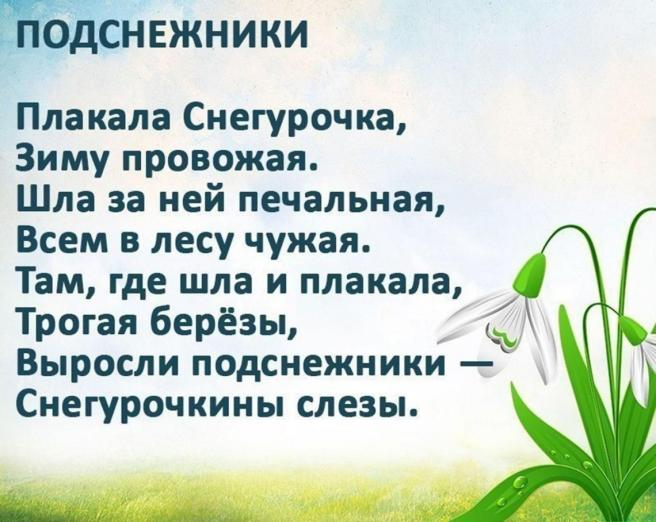 ПОДСНЕЖНИКИ
Плакала Снегурочка,
Зиму провожая.
Шла за ней печальная,
Всем в лесу чужая.
Там, где шла и плакала,
Трогая берёзы,
Выросли подснежники —
Снегурочкины слезы.